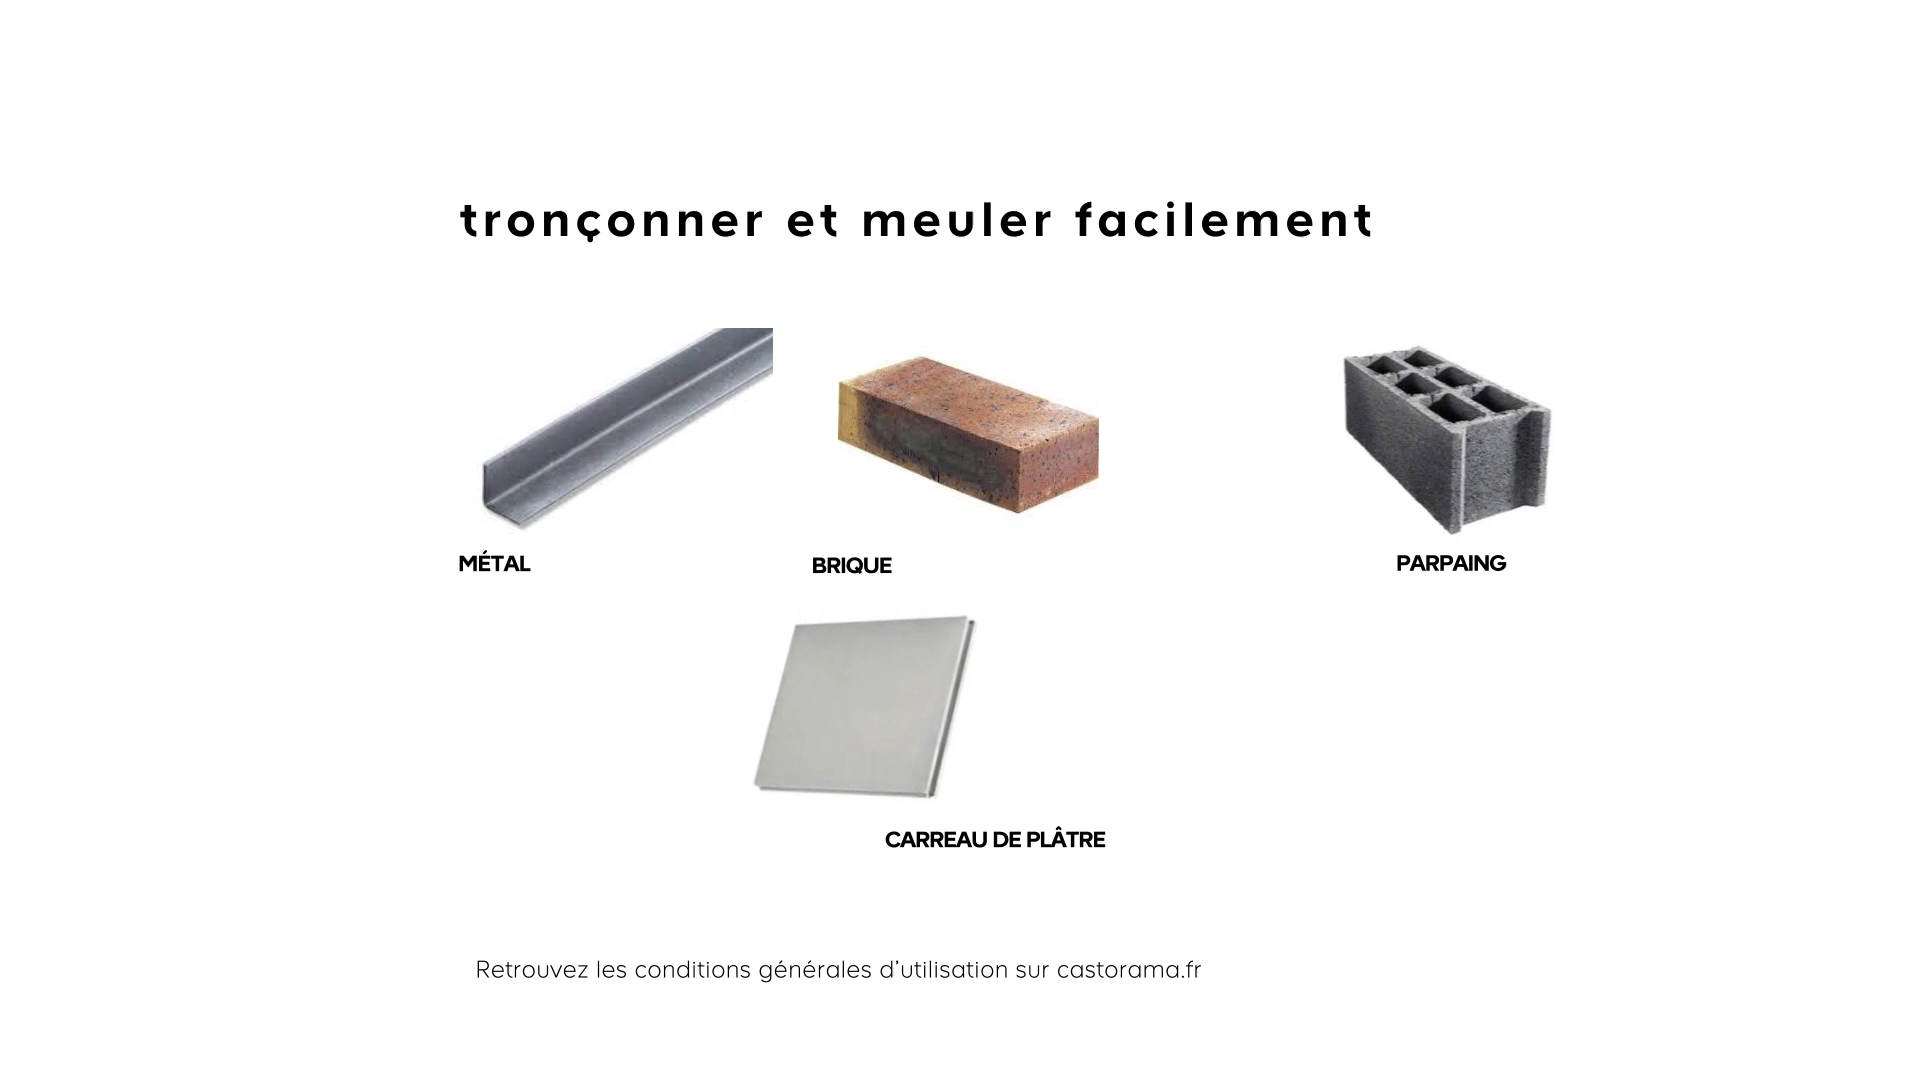 tronçonner et meuler facilement
MÉTAL
BRIQUE
PARPAING
CARREAU DE PLÂTRE
Retrouvez les conditions générales d’utilisation sur castorama.fr